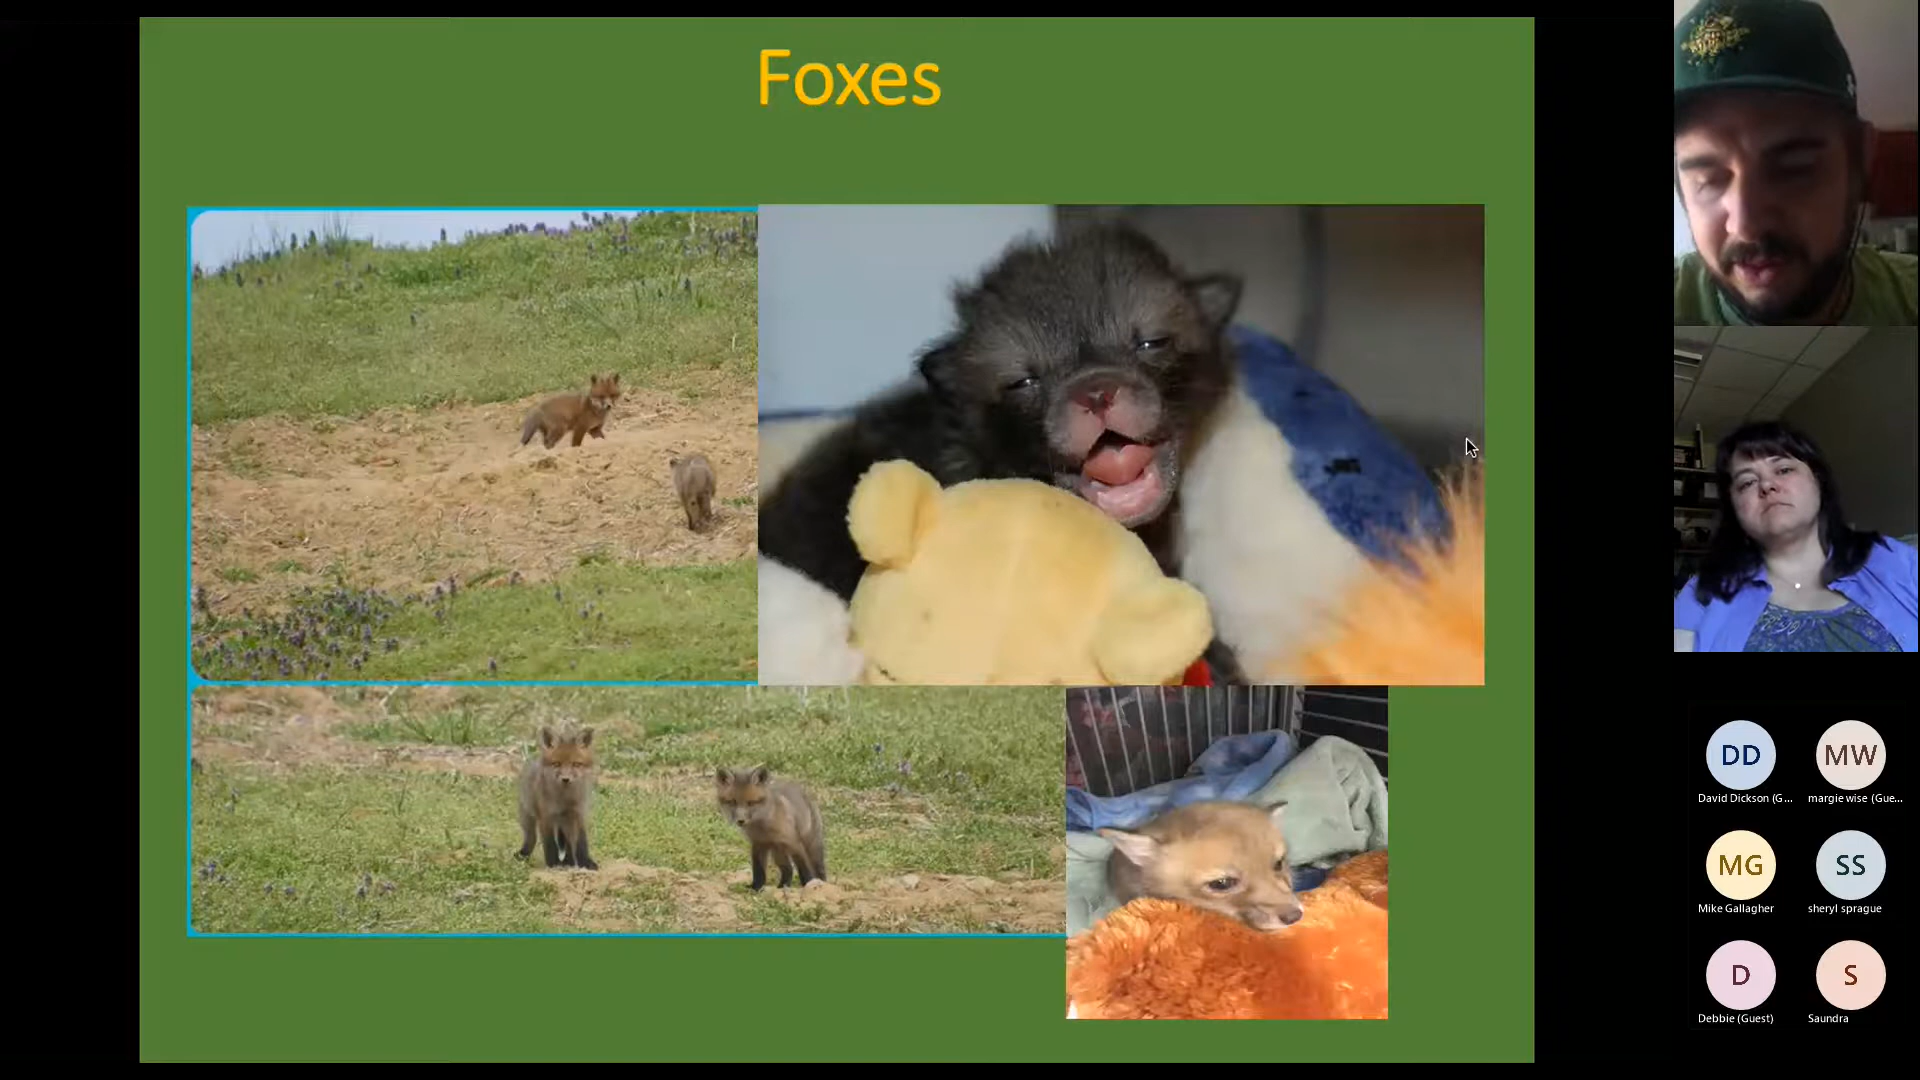 Foxes
DD
MW
David Dickson (G...
margie wise (Gue...
MG
SS
Mike Gallagher
sheryl sprague
D
S
Debbie (Guest)
Saundra